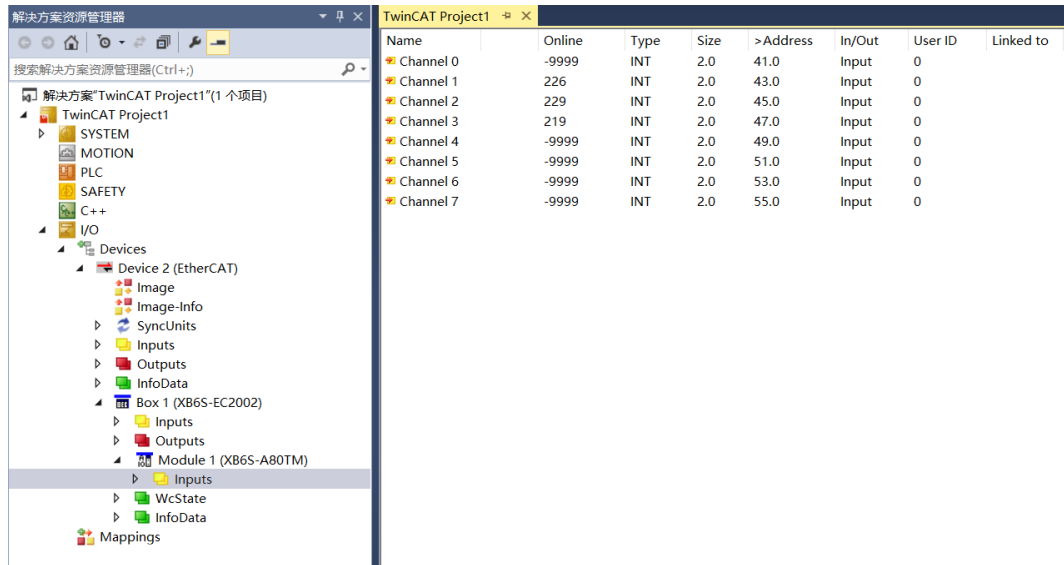 解决方案资源管理器
搜索解决方案资源管理器(Ctrl+;)
解决方案"TwinCAT Project1"(1 个项目)
TwinCAT Project1
SYSTEM
MOTION
PLC
SAFETY
C++
I/O
Devices
Device 2 (EtherCAT)
Image
Image-Info
SyncUnits
Inputs
Outputs
InfoData
Box 1 (XB6S-EC2002)
Inputs
Outputs
Module 1 (XB6S-A80TM)
Inputs
WcState
InfoData
Mappings
TwinCAT Project1
Name Online Type Size >Address In/Out User ID Linked to
Channel 0 -9999 INT 2.0 41.0 Input 0
Channel 1 226 INT 2.0 43.0 Input 0
Channel 2 229 INT 2.0 45.0 Input 0
Channel 3 219 INT 2.0 47.0 Input 0
Channel 4 -9999 INT 2.0 49.0 Input 0
Channel 5 -9999 INT 2.0 51.0 Input 0
Channel 6 -9999 INT 2.0 53.0 Input 0
Channel 7 -9999 INT 2.0 55.0 Input 0